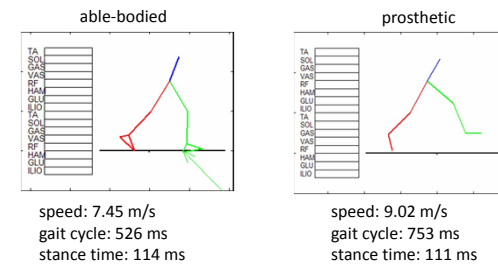 able-bodied
prosthetic
TA
SOL
GAS
VAS
RF
HAM
GLU
ILIO
TA
SOL
GAS
VAS
RF
HAM
GLU
ILIO
TA
SOL
GAS
VAS
RF
HAM
GLU
ILIO
TA
SOL
GAS
VAS
RF
HAM
GLU
ILIO
speed: 7.45 m/s
gait cycle: 526 ms
stance time: 114 ms
speed: 9.02 m/s
gait cycle: 753 ms
stance time: 111 ms